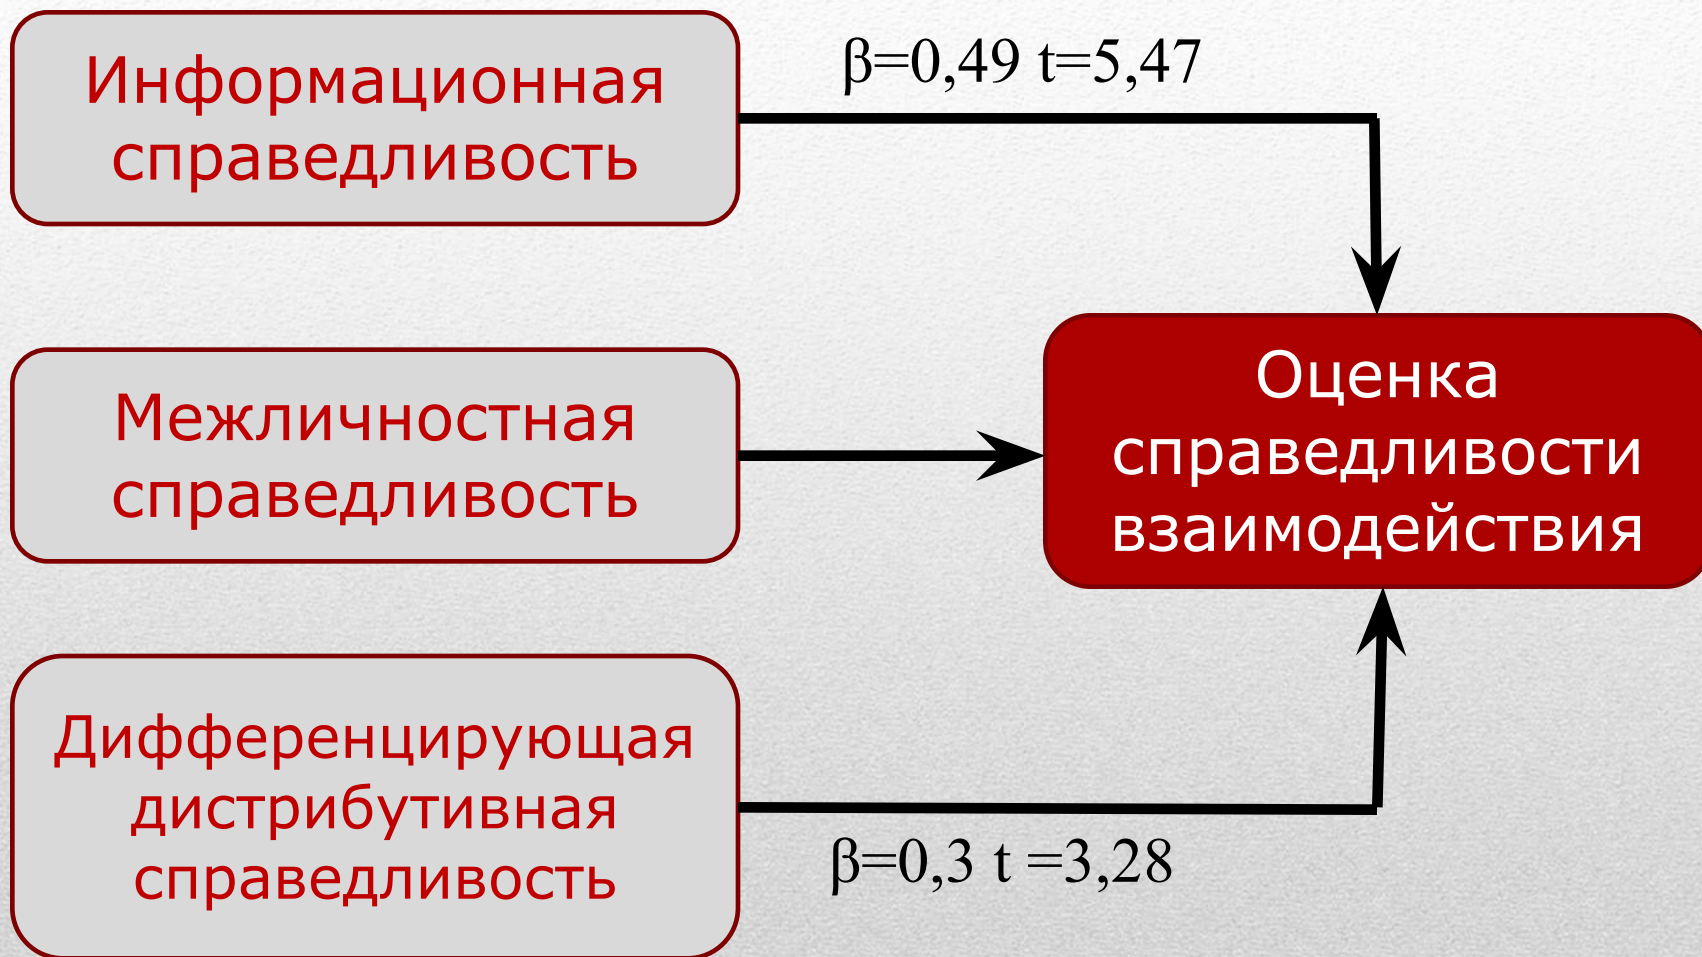 Информационная
справедливость
β=0,49 t=5,47
Межличностная
справедливость
Оценка
справедливости
взаимодействия
Дифференцирующая
дистрибутивная
справедливость
β=0,3 t =3,28